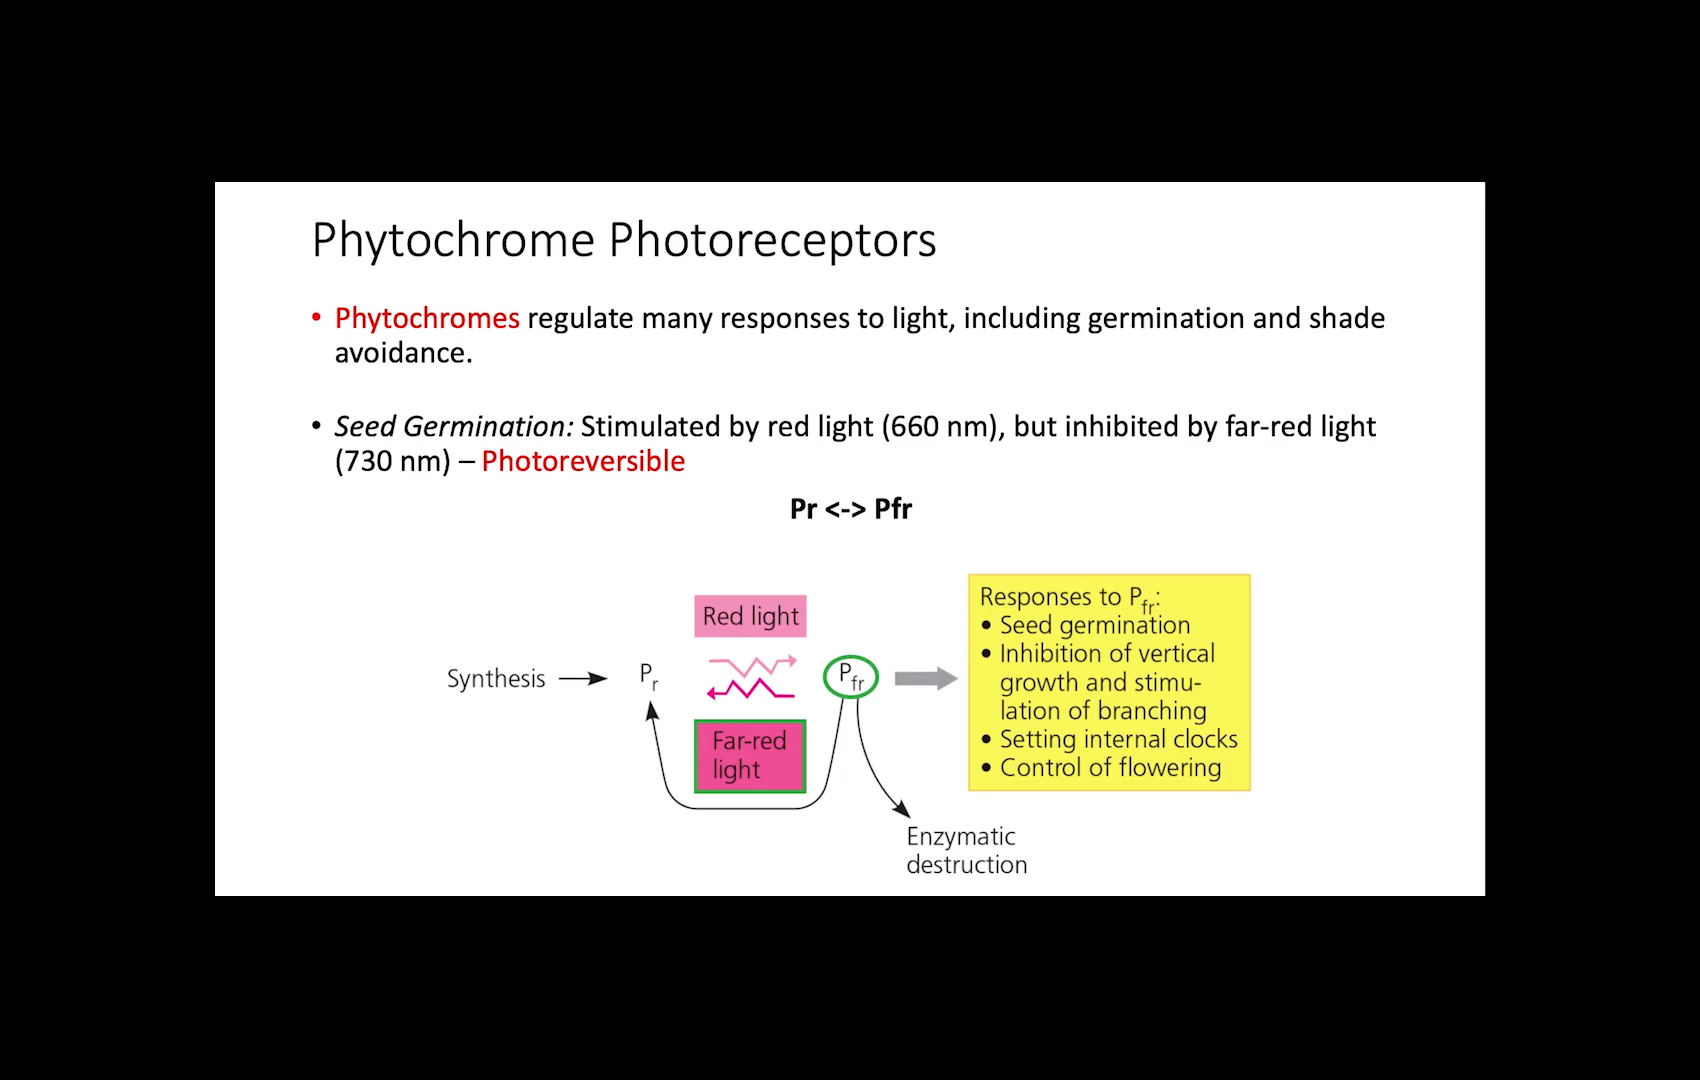 Phytochrome Photoreceptors
• Phytochromes regulate many responses to light, including germination and shade
avoidance.
• Seed Germination: Stimulated by red light (660 nm), but inhibited by far-red light
(730 nm) – Photoreversible
Pr <-> Pfr
Synthesis
Pr
Red light
Far-red
light
Pfr
Responses to Pfr:
• Seed germination
• Inhibition of vertical
growth and stimu-
lation of branching
• Setting internal clocks
• Control of flowering
Enzymatic
destruction